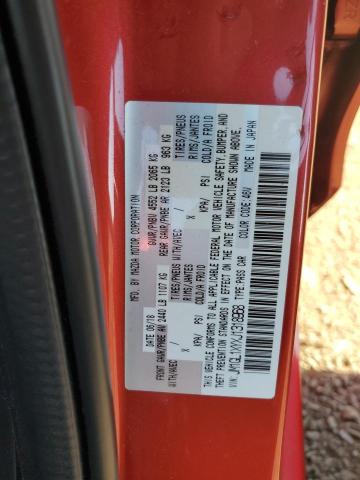 MFD. BY MAZDA MOTOR CORPORATION
DATE: 06/18 GVWR/PNBV 4552 LB 2065 KG
FRONT GAWR/PNBE AV 2440 LB 1107 KG REAR GAWR/PNBE AR 2123 LB 963 KG
WITH/AVEC TIRES/PNEUS WITH/AVEC TIRES/PNEUS
X RIMS/JANTES X RIMS/JANTES
KPA/ PSI COLD/A FROID KPA/ PSI COLD/A FROID
THIS VEHICLE CONFORMS TO ALL APPLICABLE FEDERAL MOTOR VEHICLE SAFETY, BUMPER, AND
THEFT PREVENTION STANDARDS IN EFFECT ON THE DATE OF MANUFACTURE SHOWN ABOVE.
VIN: TYPE: PASS CAR COLOR CODE: 46V MADE IN JAPAN